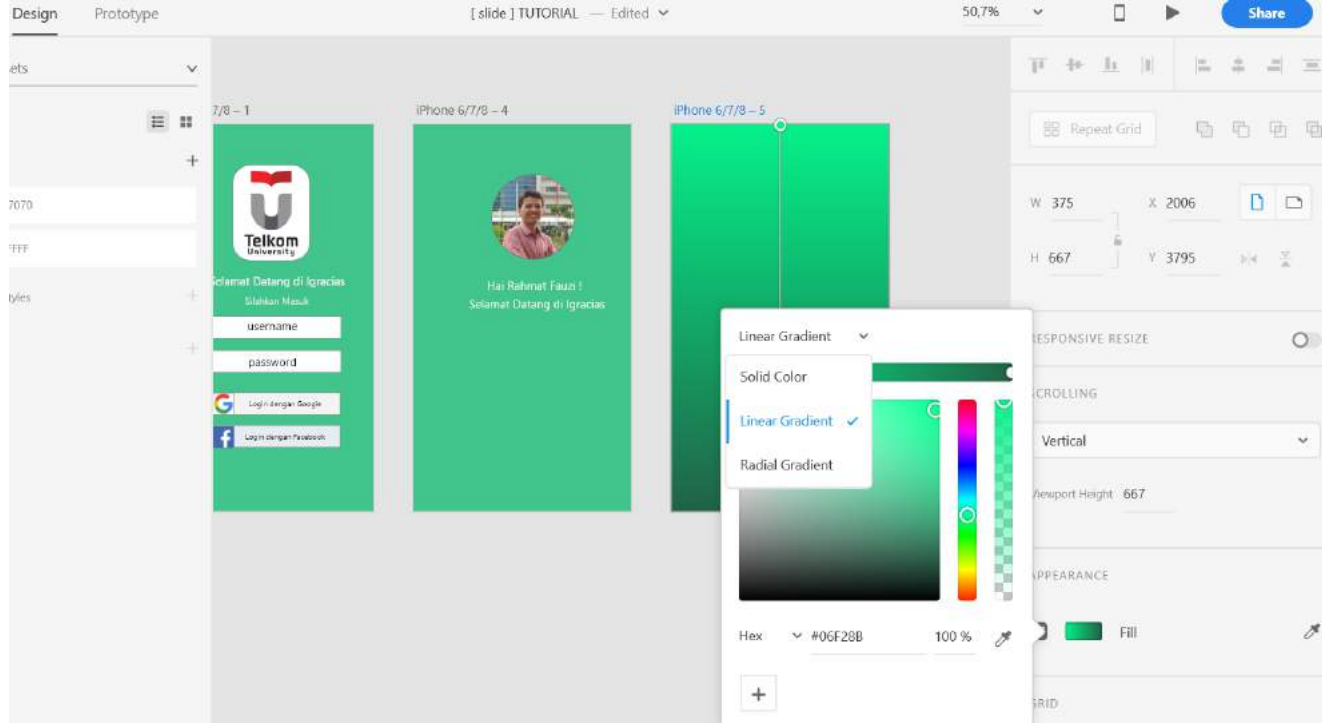 Design Prototype [ slide ] TUTORIAL — Edited 50,7% Share
ets
7/8 – 1 iPhone 6/7/8 – 4 iPhone 6/7/8 – 5
Repeat Grid
7070
FFFF
yles
Telkom
University
Selamat Datang di Igracias
Silahkan Masuk
username
password
Login dengan Google
Login dengan Facebook
Hai Rahmat Fauzi !
Selamat Datang di Igracias
W 375 X 2006
H 667 Y 3795
Linear Gradient
Solid Color
Linear Gradient
Radial Gradient
Hex #06F28B 100 %
RESPONSIVE RESIZE
SCROLLING
Vertical
Viewport Height 667
APPEARANCE
Fill
GRID